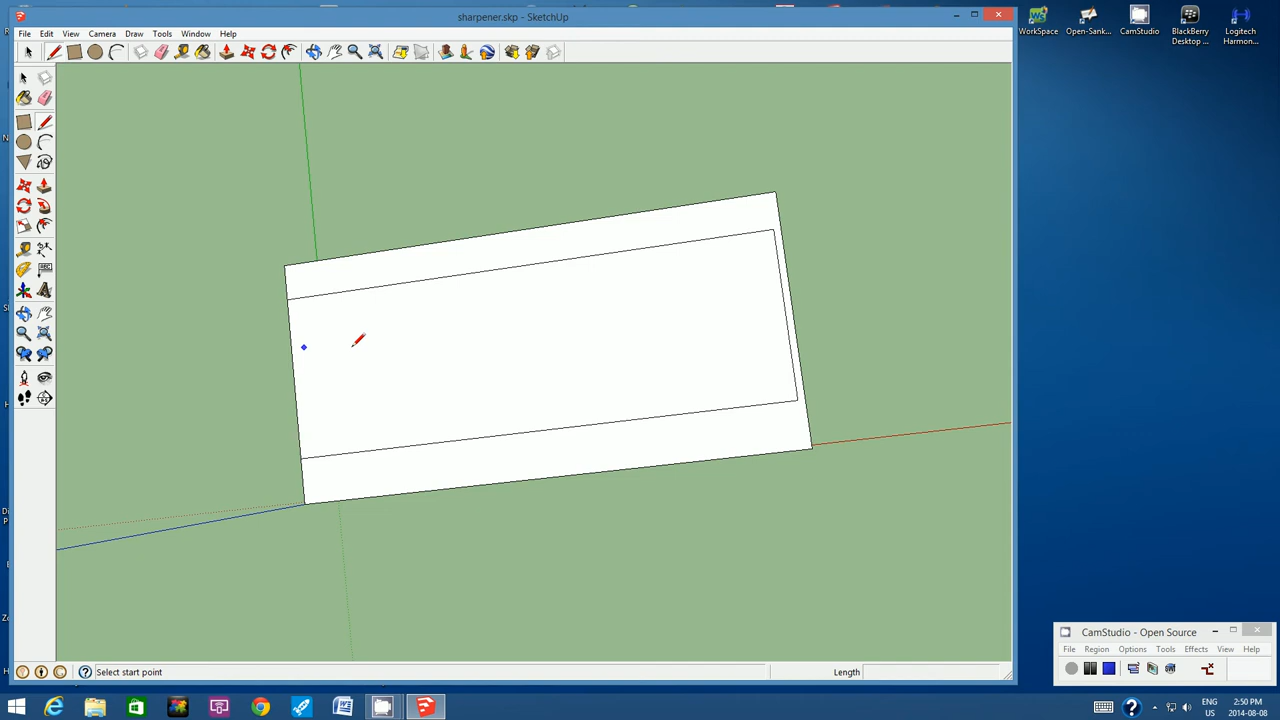 sharpener.skp - SketchUp
File Edit View Camera Draw Tools Window Help
WorkSpace
Open-Sank...
CamStudio
BlackBerry
Desktop ...
Logitech
Harmon...
CamStudio - Open Source
File Region Options Tools Effects View Help
Select start point
Length
ENG
US
2:50 PM
2014-08-08